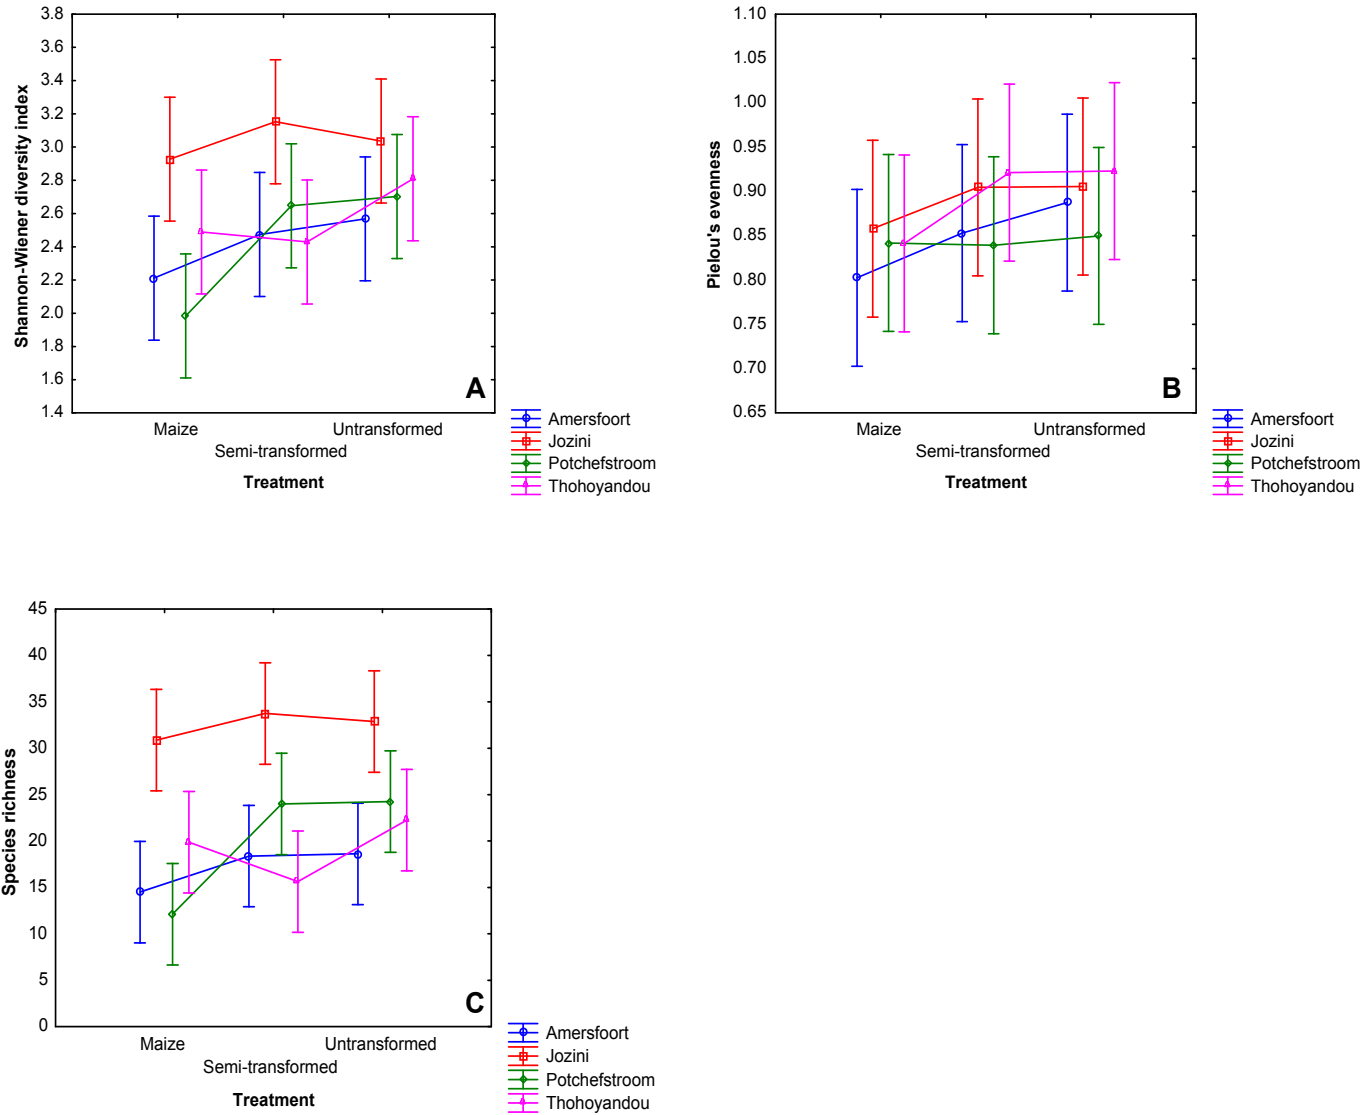 3.8
3.6
3.4
3.2
3.0
2.8
2.6
2.4
2.2
2.0
1.8
1.6
1.4
Shannon-Wiener diversity index
A
Maize
Untransformed
Semi-transformed
Treatment
Amersfoort
Jozini
Potchefstroom
Thohoyandou
1.10
1.05
1.00
0.95
0.90
0.85
0.80
0.75
0.70
0.65
Pielou's evenness
B
Maize
Untransformed
Semi-transformed
Treatment
Amersfoort
Jozini
Potchefstroom
Thohoyandou
45
40
35
30
25
20
15
10
5
0
Species richness
C
Maize
Untransformed
Semi-transformed
Treatment
Amersfoort
Jozini
Potchefstroom
Thohoyandou